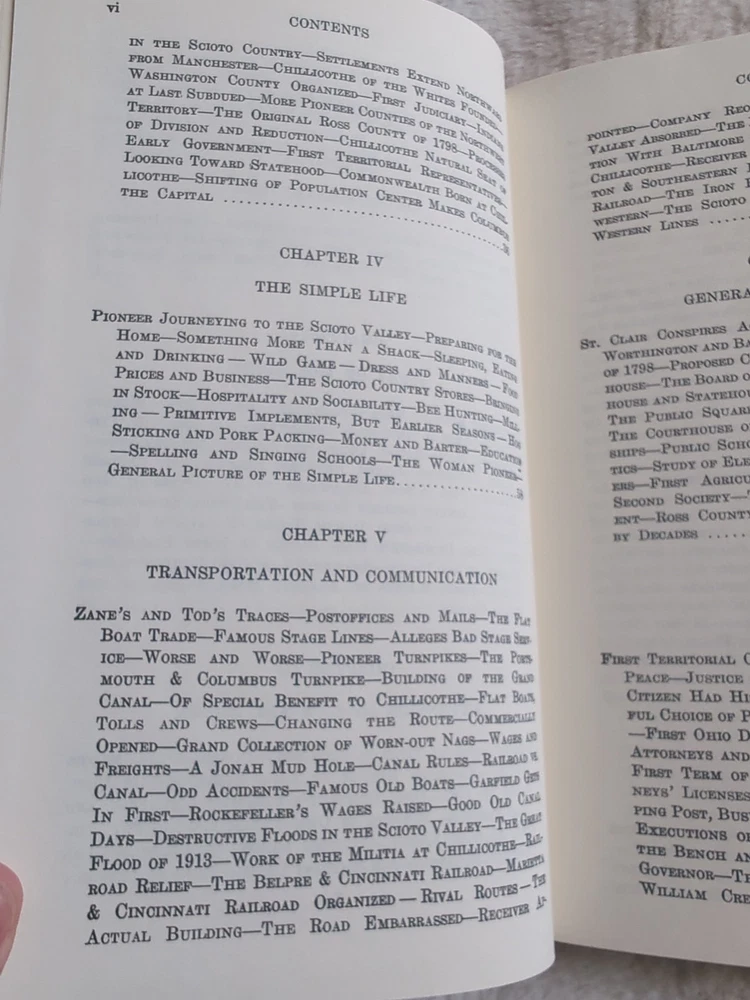 vi
CONTENTS
IN THE SCIOTO COUNTRY—SETTLEMENTS EXTEND NORTHWARD
FROM MANCHESTER—CHILLICOTHE OF THE WHITES FOUNDED—
WASHINGTON COUNTY ORGANIZED—FIRST JUDICIARY—INDIANS
AT LAST SUBDUED—MORE PIONEER COUNTIES OF THE NORTHWEST
TERRITORY—THE ORIGINAL ROSS COUNTY OF 1798—PROCESSES
OF DIVISION AND REDUCTION—CHILLICOTHE NATURAL SEAT OF
EARLY GOVERNMENT—FIRST TERRITORIAL REPRESENTATIVES—
LOOKING TOWARD STATEHOOD—COMMONWEALTH BORN AT CHIL-
LICOTHE—SHIFTING OF POPULATION CENTER MAKES COLUMBUS
THE CAPITAL
CHAPTER IV
THE SIMPLE LIFE
PIONEER JOURNEYING TO THE SCIOTO VALLEY—PREPARING FOR THE
HOME—SOMETHING MORE THAN A SHACK—SLEEPING, EATING
AND DRINKING — WILD GAME — DRESS AND MANNERS — FOOD
PRICES AND BUSINESS—THE SCIOTO COUNTRY STORES—BRINGING
IN STOCK—HOSPITALITY AND SOCIABILITY—BEE HUNTING—MILL-
ING — PRIMITIVE IMPLEMENTS, BUT EARLIER SEASONS — HOG
STICKING AND PORK PACKING—MONEY AND BARTER—EDUCATION
—SPELLING AND SINGING SCHOOLS—THE WOMAN PIONEER—
GENERAL PICTURE OF THE SIMPLE LIFE
CHAPTER V
TRANSPORTATION AND COMMUNICATION
ZANE'S AND TOD'S TRACES—POSTOFFICES AND MAILS—THE FLAT
BOAT TRADE—FAMOUS STAGE LINES—ALLEGES BAD STAGE SERV-
ICE—WORSE AND WORSE—PIONEER TURNPIKES—THE PORTS-
MOUTH & COLUMBUS TURNPIKE—BUILDING OF THE GRAND
CANAL—OF SPECIAL BENEFIT TO CHILLICOTHE—FLAT BOATS,
TOLLS AND CREWS—CHANGING THE ROUTE—COMMERCIALLY
OPENED—GRAND COLLECTION OF WORN-OUT NAGS—WAGES AND
FREIGHTS—A JONAH MUD HOLE—CANAL RULES—RAILROAD VS.
CANAL—ODD ACCIDENTS—FAMOUS OLD BOATS—GARFIELD GETS
IN FIRST—ROCKEFELLER'S WAGES RAISED—GOOD OLD CANAL
DAYS—DESTRUCTIVE FLOODS IN THE SCIOTO VALLEY—THE GREAT
FLOOD OF 1913—WORK OF THE MILITIA AT CHILLICOTHE—RAIL-
ROAD RELIEF—THE BELPRE & CINCINNATI RAILROAD—MARIETTA
& CINCINNATI RAILROAD ORGANIZED — RIVAL ROUTES — THE
ACTUAL BUILDING—THE ROAD EMBARRASSED—RECEIVER AP-
CO
POINTED—COMPANY REO
VALLEY ABSORBED—THE
TION WITH BALTIMORE
CHILLICOTHE—RECEIVER
TON & SOUTHEASTERN
RAILROAD—THE IRON
WESTERN—THE SCIOTO
WESTERN LINES
GENERA
ST. CLAIR CONSPIRES A
WORTHINGTON AND BA
OF 1798—PROPOSED C
HOUSE—THE BOARD O
HOUSE AND STATEHOU
THE PUBLIC SQUAR
THE COURTHOUSE O
SHIPS—PUBLIC SCHO
TICS—STUDY OF ELE
ERS—FIRST AGRICU
SECOND SOCIETY—
ENT—ROSS COUNTY
BY DECADES
FIRST TERRITORIAL C
PEACE—JUSTICE
CITIZEN HAD HI
FUL CHOICE OF P
—FIRST OHIO D
ATTORNEYS AND
FIRST TERM OF
NEYS' LICENSES
PING POST, BUS
EXECUTIONS O
THE BENCH AN
GOVERNOR—TH
WILLIAM CRE